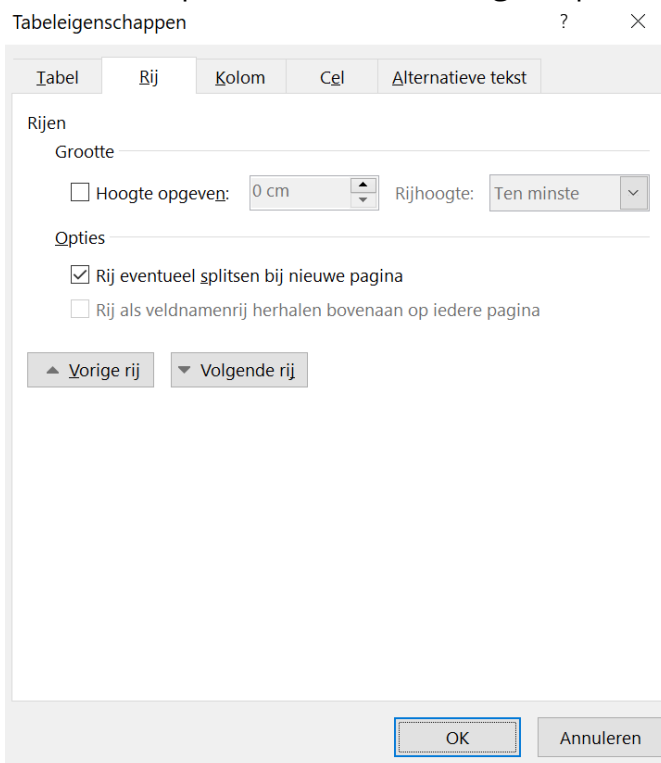 Tabeleigenschappen ? ×
Tabel Rij Kolom Cel Alternatieve tekst
Rijen
Grootte
Hoogte opgeven: 0 cm Rijhoogte: Ten minste
Opties
Rij eventueel splitsen bij nieuwe pagina
Rij als veldnamenrij herhalen bovenaan op iedere pagina
Vorige rij Volgende rij
OK Annuleren